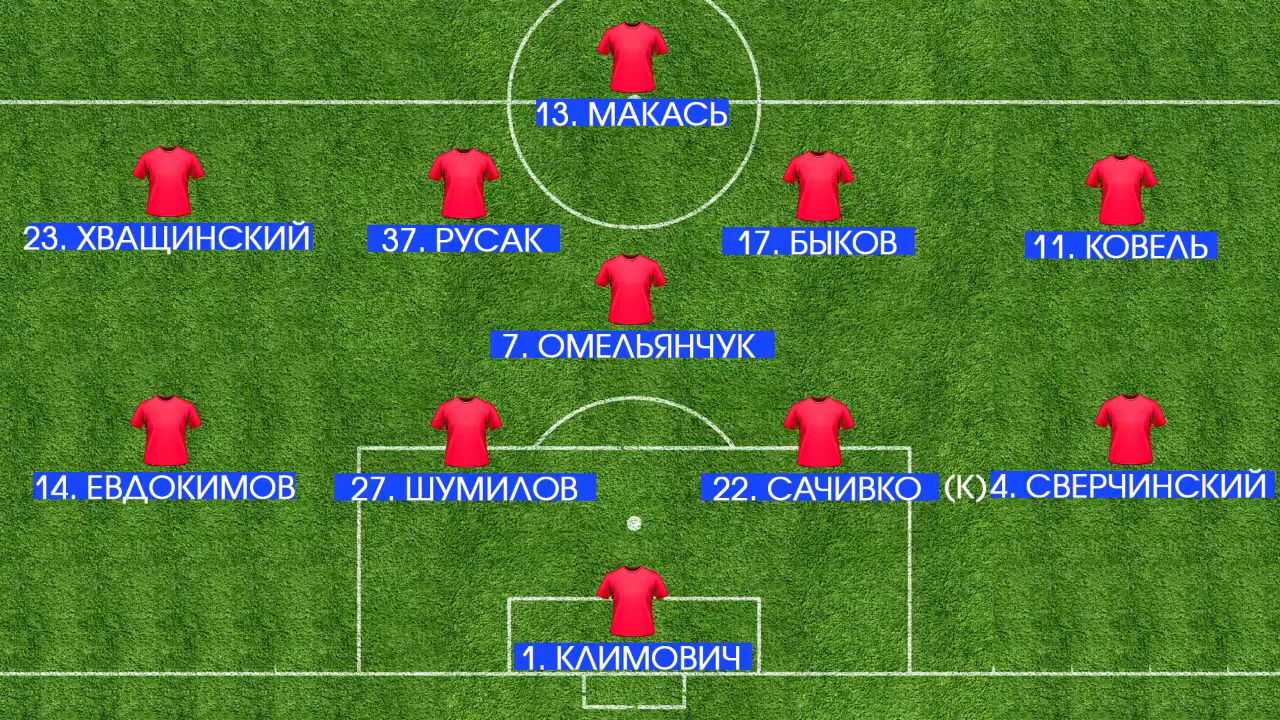 13. МАКАСЬ
23. ХВАЩИНСКИЙ
37. РУСАК
17. БЫКОВ
11. КОВЕЛЬ
7. ОМЕЛЬЯНЧУК
14. ЕВДОКИМОВ
27. ШУМИЛОВ
22. САЧИВКО (К)
4. СВЕРЧИНСКИЙ
1. КЛИМОВИЧ